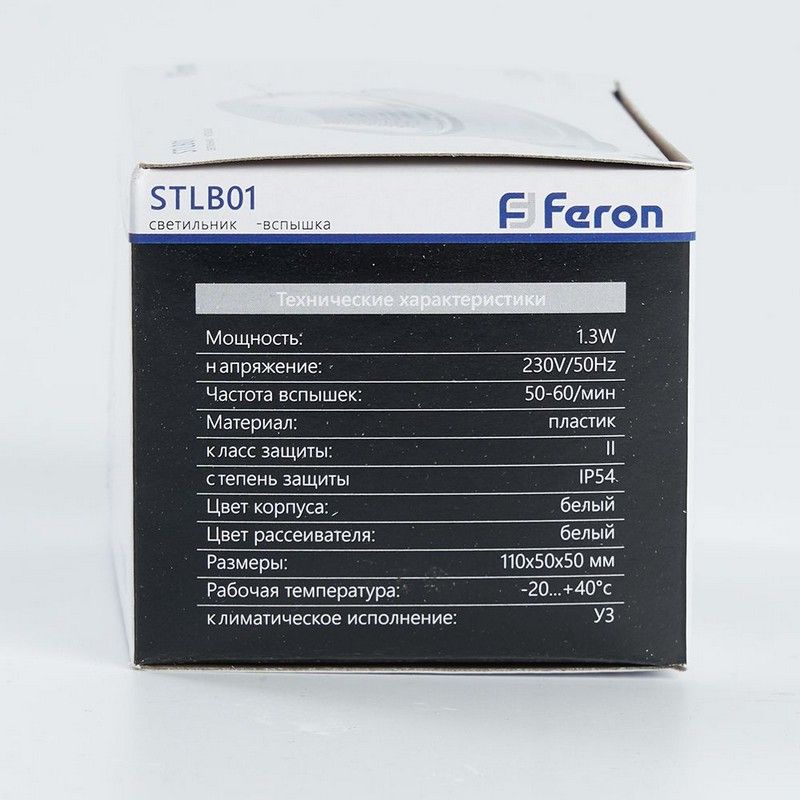 STLB01
STLB01
светильник -вспышка
Feron
Технические характеристики
Мощность: 1.3W
напряжение: 230V/50Hz
Частота вспышек: 50-60/мин
Материал: пластик
класс защиты: II
степень защиты IP54
Цвет корпуса: белый
Цвет рассеивателя: белый
Размеры: 110x50x50 мм
Рабочая температура: -20...+40°c
климатическое исполнение: У3